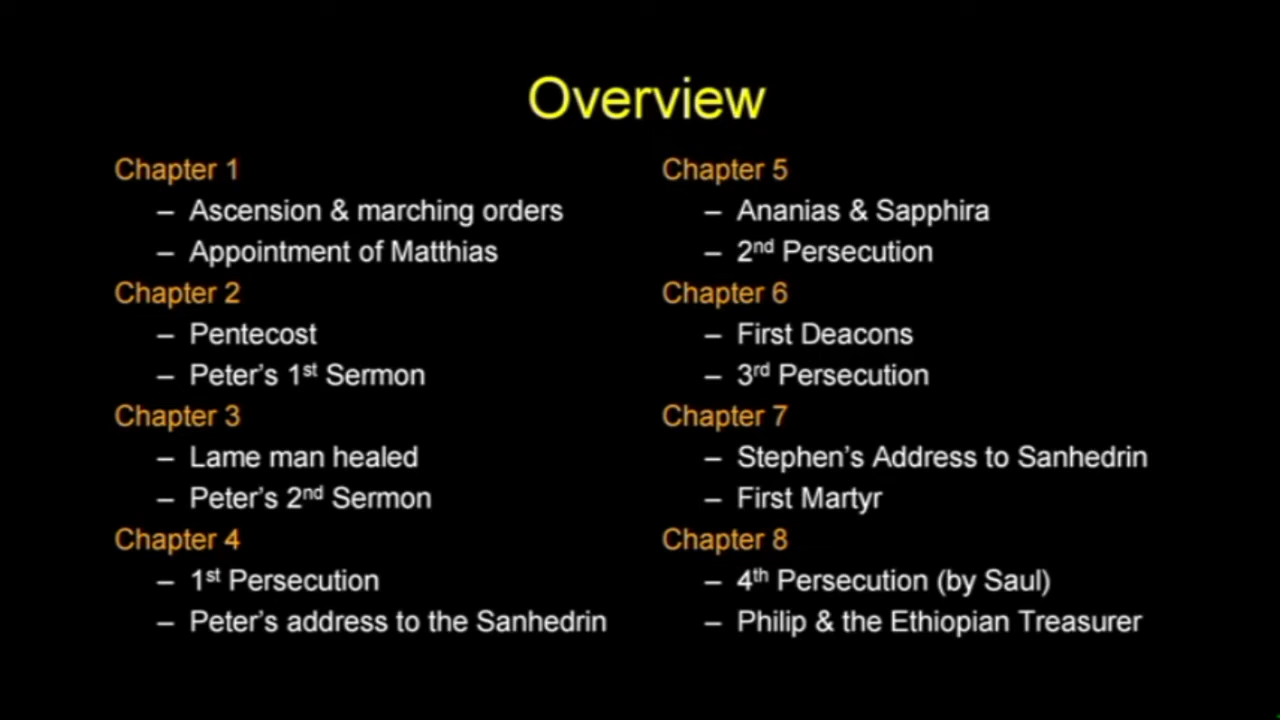 Overview
Chapter 1
– Ascension & marching orders
– Appointment of Matthias
Chapter 2
– Pentecost
– Peter's 1st Sermon
Chapter 3
– Lame man healed
– Peter's 2nd Sermon
Chapter 4
– 1st Persecution
– Peter's address to the Sanhedrin
Chapter 5
– Ananias & Sapphira
– 2nd Persecution
Chapter 6
– First Deacons
– 3rd Persecution
Chapter 7
– Stephen's Address to Sanhedrin
– First Martyr
Chapter 8
– 4th Persecution (by Saul)
– Philip & the Ethiopian Treasurer